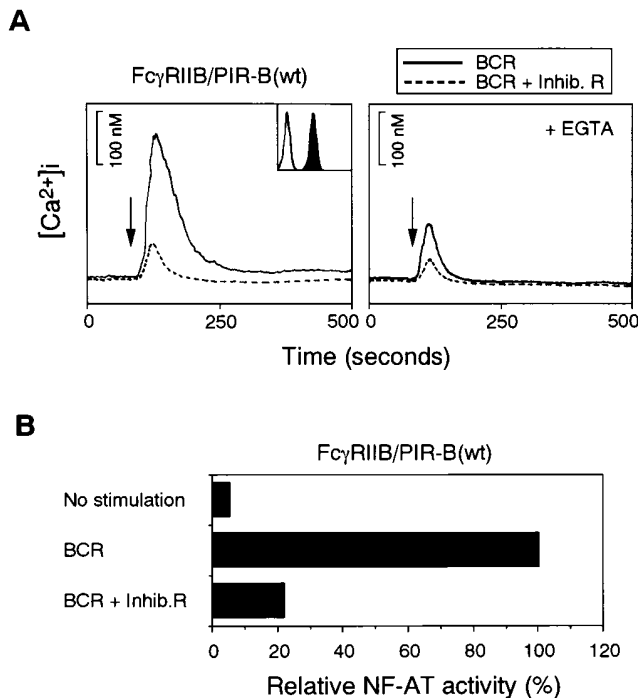 A
FcγRIIB/PIR-B(wt)
BCR
BCR + Inhib. R
100 nM
100 nM
+ EGTA
[Ca²⁺]i
0 250 500
0 250 500
Time (seconds)
B
FcγRIIB/PIR-B(wt)
No stimulation
BCR
BCR + Inhib.R
0 20 40 60 80 100 120
Relative NF-AT activity (%)